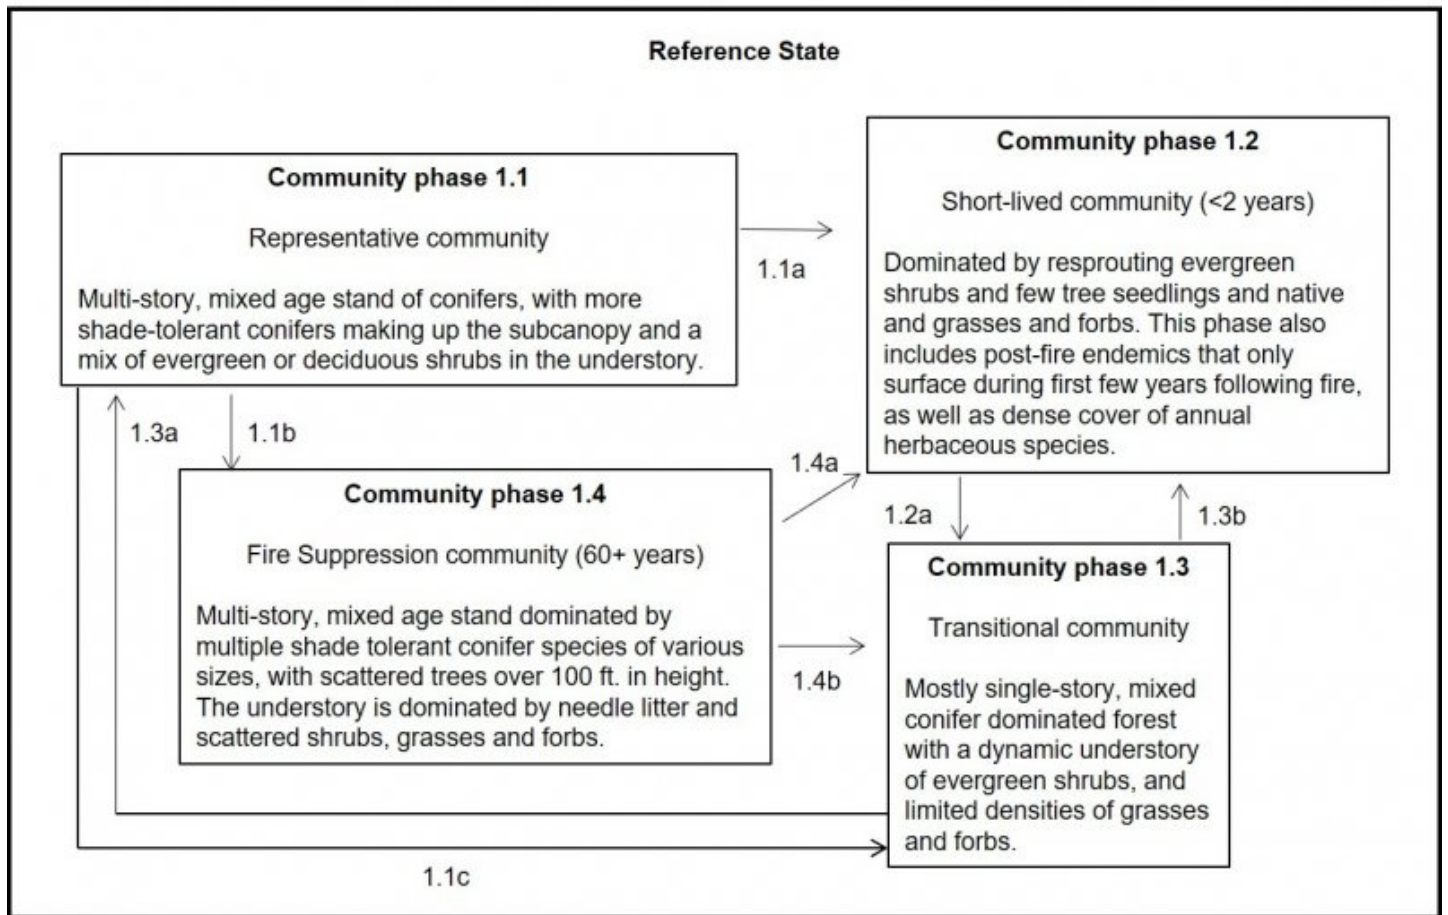 Reference State
Community phase 1.1
Representative community
Multi-story, mixed age stand of conifers, with more
shade-tolerant conifers making up the subcanopy and a
mix of evergreen or deciduous shrubs in the understory.
1.1a
Community phase 1.2
Short-lived community (<2 years)
Dominated by resprouting evergreen
shrubs and few tree seedlings and native
and grasses and forbs. This phase also
includes post-fire endemics that only
surface during first few years following fire,
as well as dense cover of annual
herbaceous species.
1.3a
1.1b
1.4a
1.2a
1.3b
Community phase 1.4
Fire Suppression community (60+ years)
Multi-story, mixed age stand dominated by
multiple shade tolerant conifer species of various
sizes, with scattered trees over 100 ft. in height.
The understory is dominated by needle litter and
scattered shrubs, grasses and forbs.
1.4b
Community phase 1.3
Transitional community
Mostly single-story, mixed
conifer dominated forest
with a dynamic understory
of evergreen shrubs, and
limited densities of grasses
and forbs.
1.1c